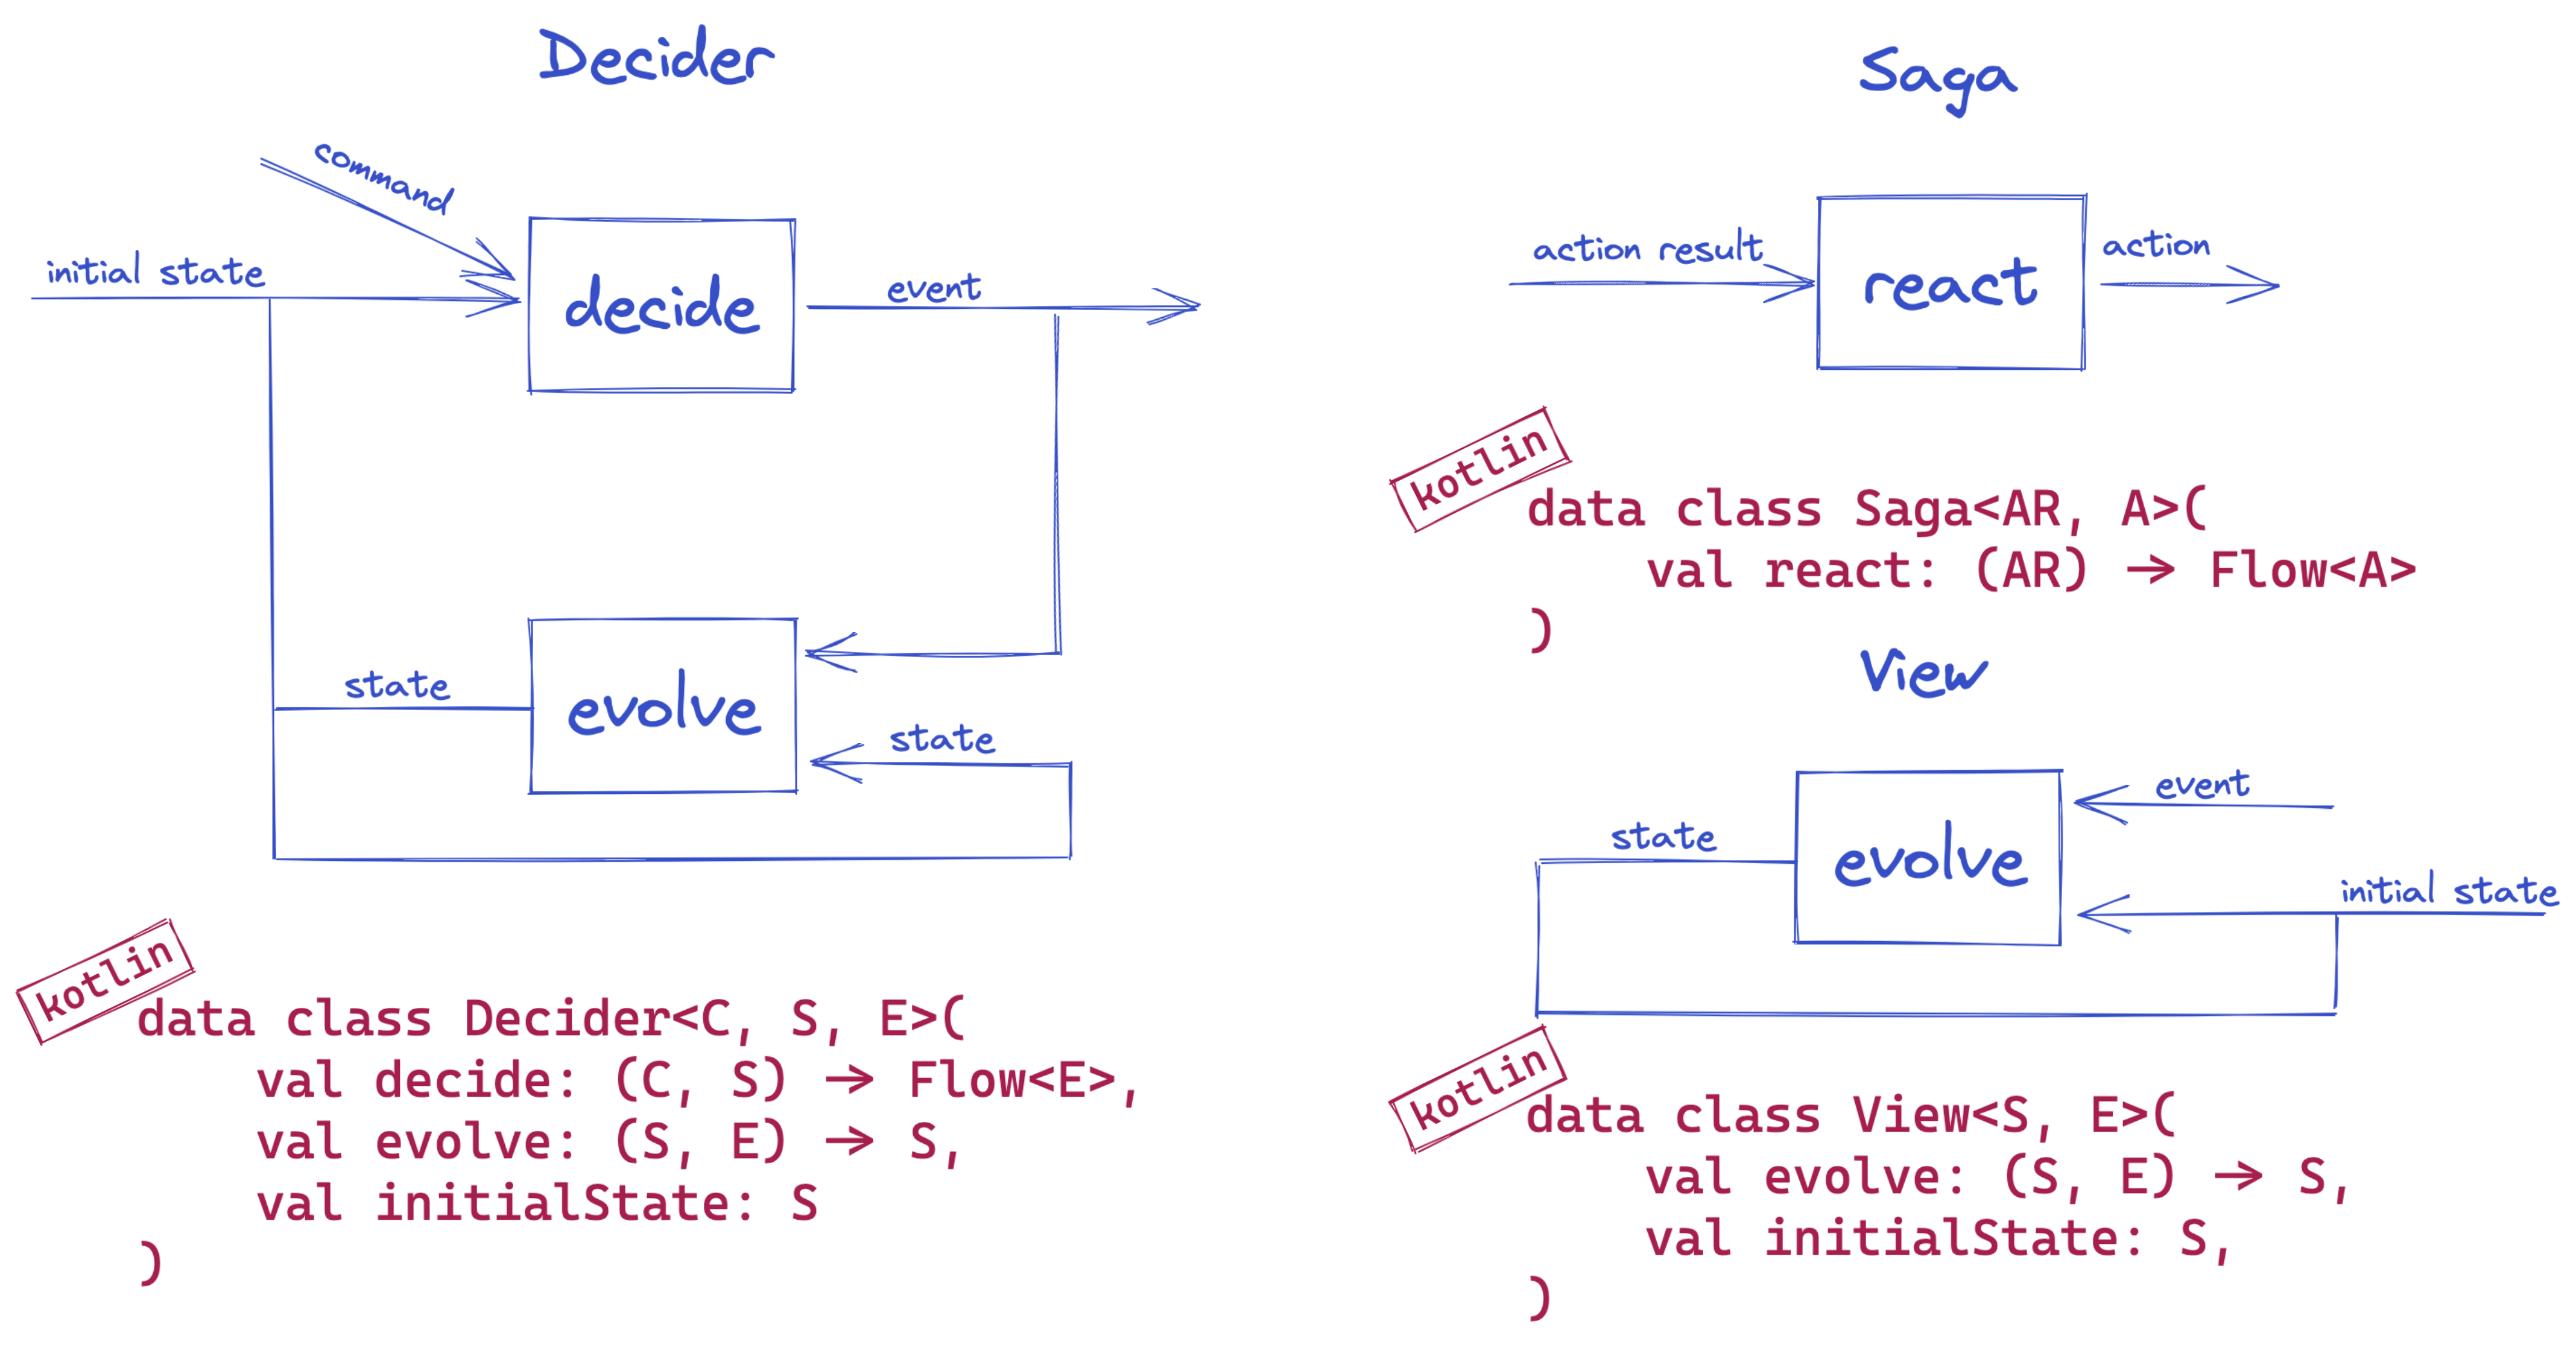 Decider
command
initial state
decide
event
state
evolve
state
kotlin
data class Decider<C, S, E>(
    val decide: (C, S) → Flow<E>,
    val evolve: (S, E) → S,
    val initialState: S
)
Saga
action result
react
action
kotlin
data class Saga<AR, A>(
    val react: (AR) → Flow<A>
)
View
event
state
evolve
initial state
kotlin
data class View<S, E>(
    val evolve: (S, E) → S,
    val initialState: S,
)